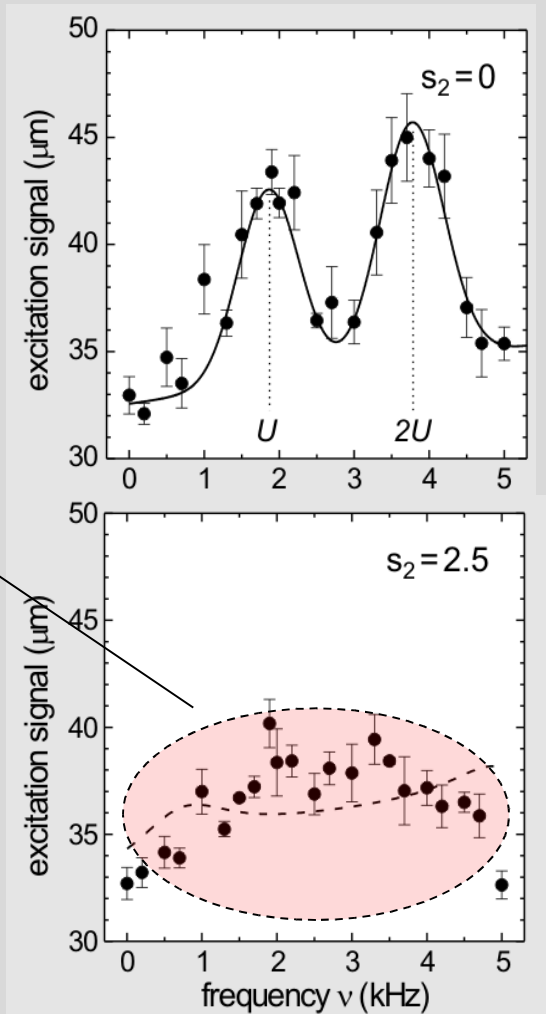 50
45
40
35
30
excitation signal (μm)
s₂=0
U
2U
0 1 2 3 4 5
50
45
40
35
30
excitation signal (μm)
s₂=2.5
0 1 2 3 4 5
frequency ν (kHz)